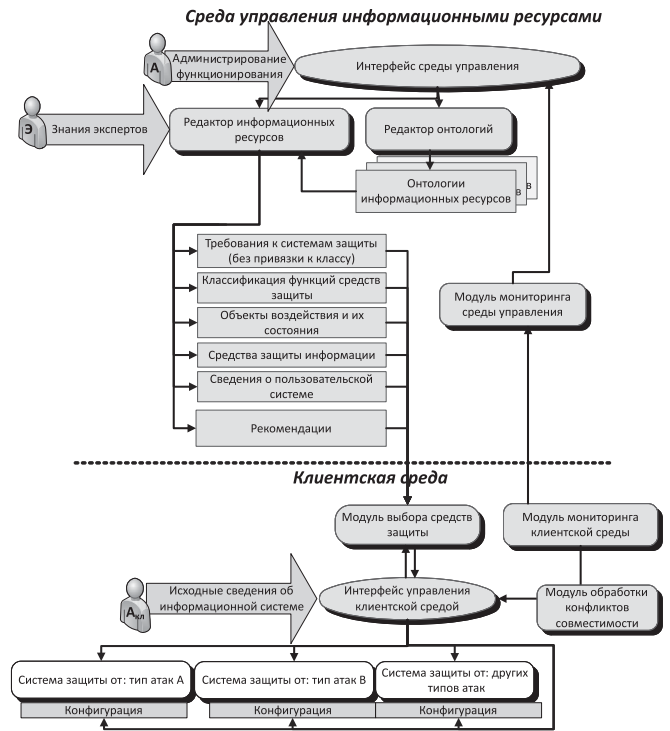 Среда управления информационными ресурсами
А
Администрирование
функционирования
Интерфейс среды управления
Э
Знания экспертов
Редактор информационных
ресурсов
Редактор онтологий
Онтологии
информационных ресурсов
в
в
Требования к системам защиты
(без привязки к классу)
Классификация функций средств
защиты
Объекты воздействия и их
состояния
Средства защиты информации
Сведения о пользовательской
системе
Рекомендации
Модуль мониторинга
среды управления
Клиентская среда
Модуль выбора средств
защиты
Модуль мониторинга
клиентской среды
Исходные сведения об
информационной системе
Акл
Интерфейс управления
клиентской средой
Модуль обработки
конфликтов
совместимости
Система защиты от: тип атак А
Система защиты от: тип атак В
Система защиты от: других
типов атак
Конфигурация
Конфигурация
Конфигурация